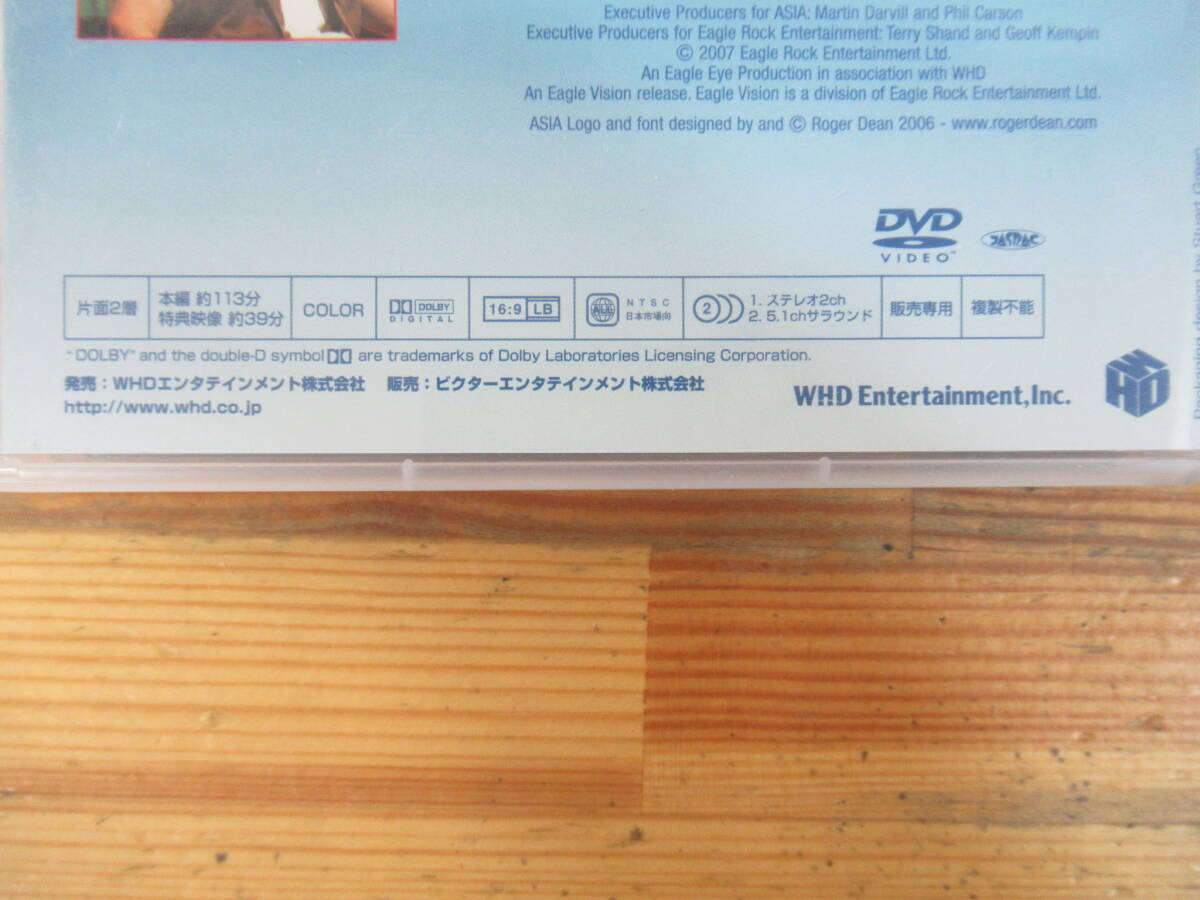 Executive Producers for ASIA: Martin Darvill and Phil Carson
Executive Producers for Eagle Rock Entertainment: Terry Shand and Geoff Kempin
© 2007 Eagle Rock Entertainment Ltd.
An Eagle Eye Production in association with WHD
An Eagle Vision release. Eagle Vision is a division of Eagle Rock Entertainment Ltd.
ASIA Logo and font designed by and © Roger Dean 2006 - www.rogerdean.com
DVD
VIDEO™
JASRAC
片面2層
本編 約113分
特典映像 約39分
COLOR
DOLBY
DIGITAL
16:9 LB
ALL
NTSC
日本市場向
2
1. ステレオ2ch
2. 5.1chサラウンド
販売専用
複製不能
"DOLBY" and the double-D symbol are trademarks of Dolby Laboratories Licensing Corporation.
発売：WHDエンタテインメント株式会社 販売：ビクターエンタテインメント株式会社
http://www.whd.co.jp
WHD Entertainment,Inc.
WHD
by Stuart Green